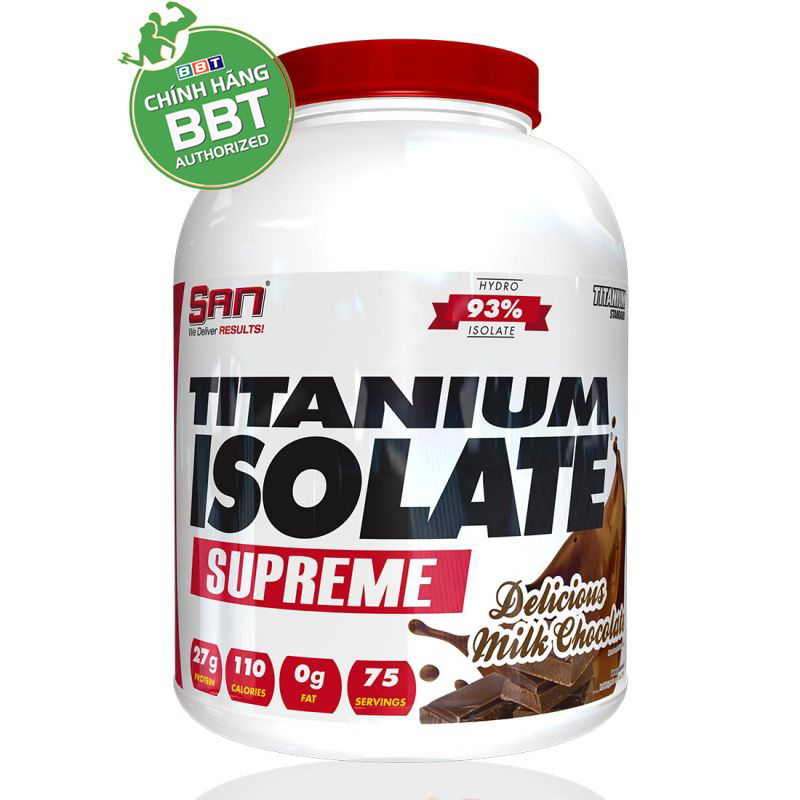 BBT
CHÍNH HÃNG
BBT
AUTHORIZED
SAN®
We Deliver RESULTS!
HYDRO
93%
ISOLATE
TITANIUM
STANDARD
TITANIUM
ISOLATE
SUPREME
Delicious
Milk Chocolate
27g
PROTEIN
110
CALORIES
0g
FAT
75
SERVINGS